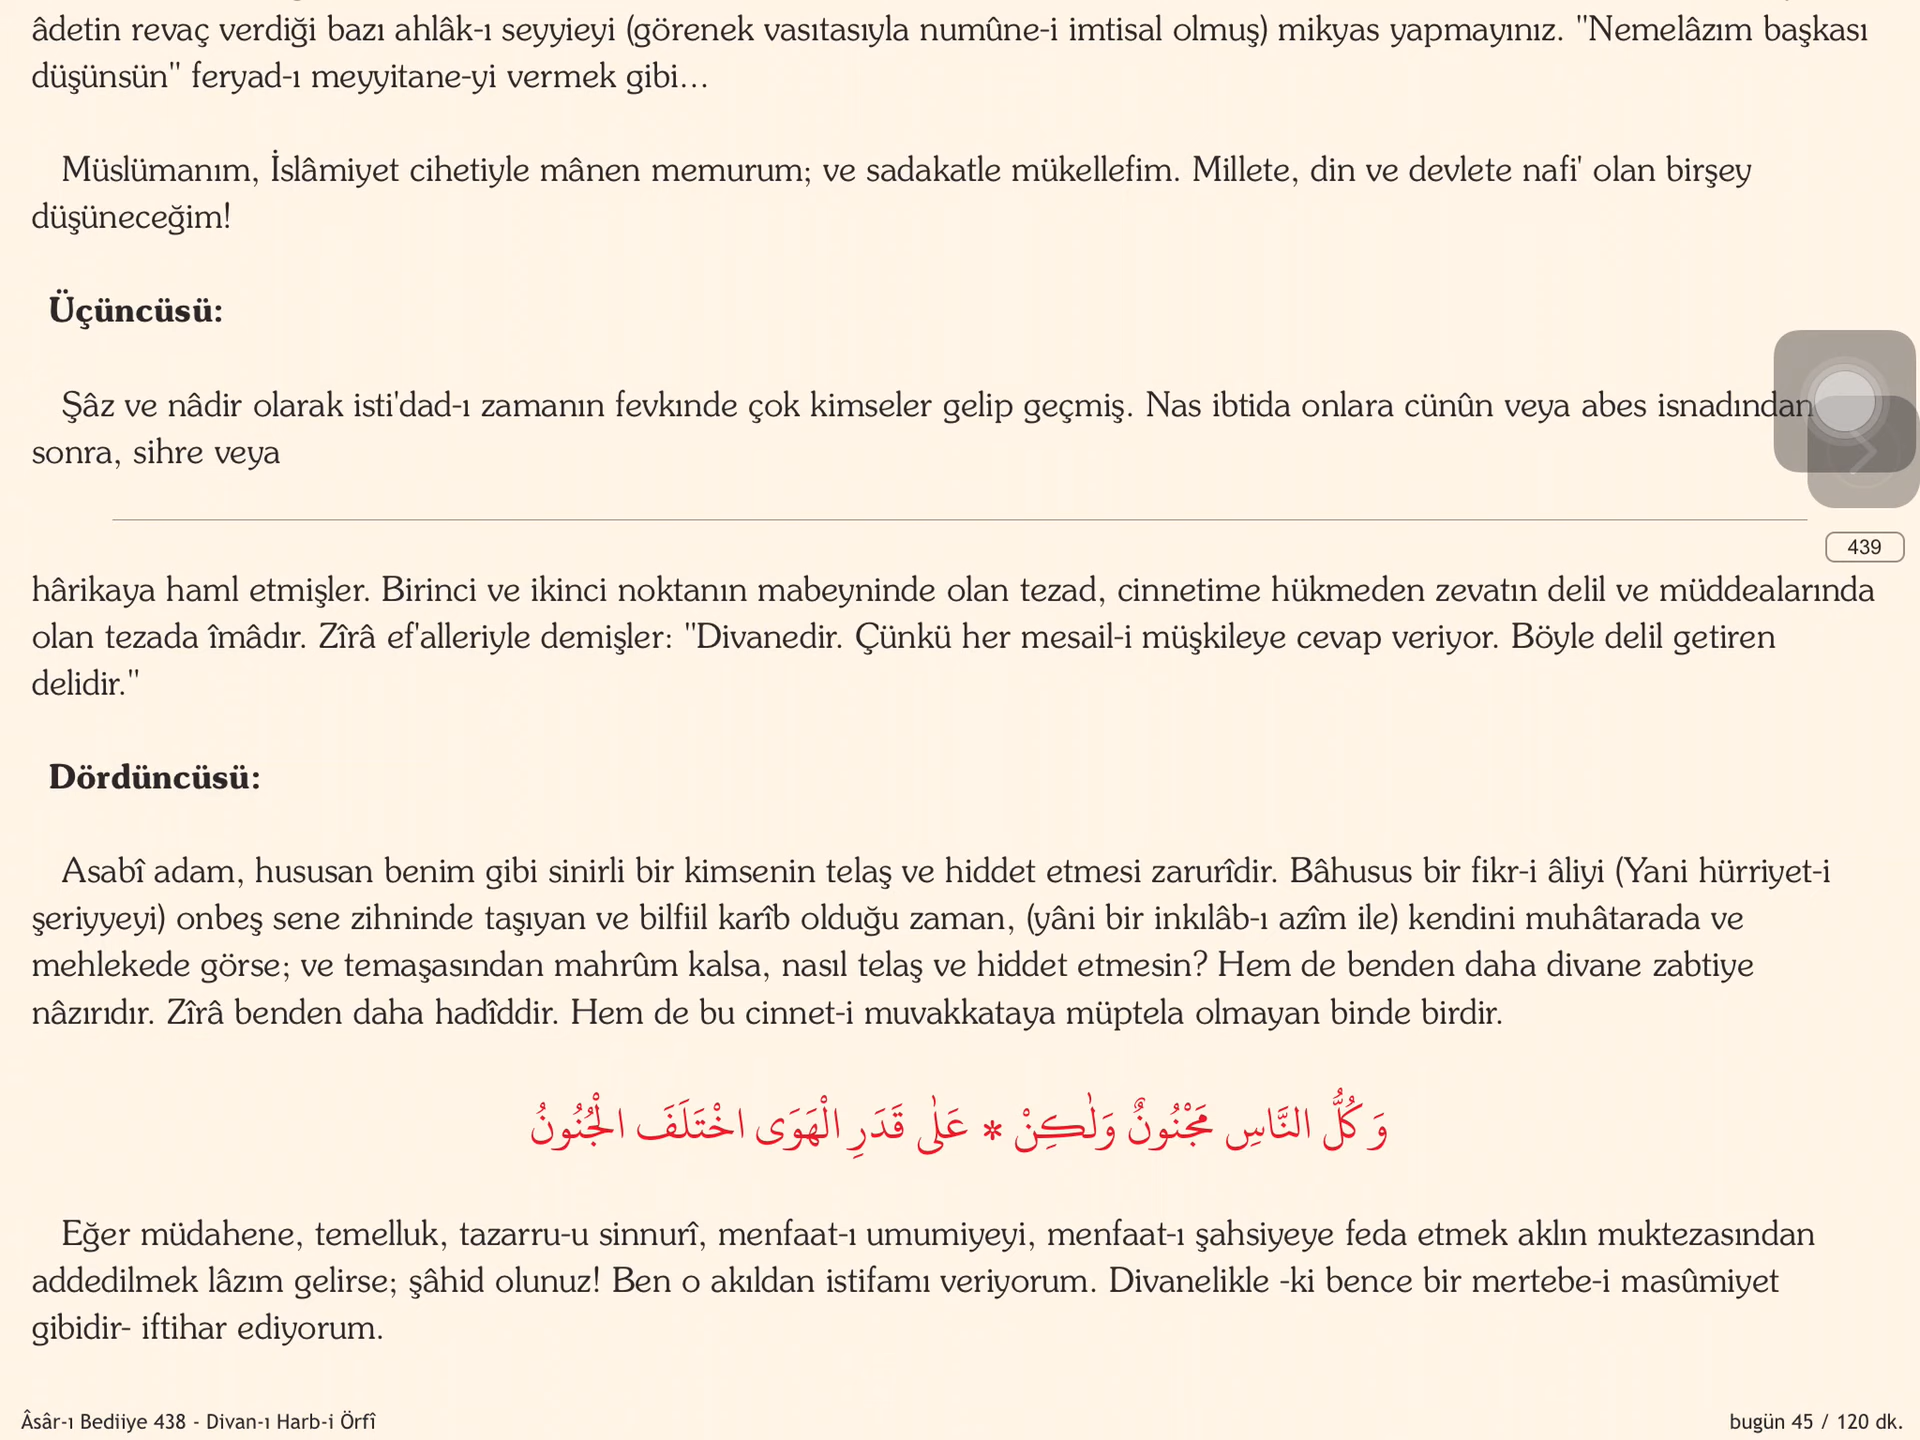 âdetin revaç verdiği bazı ahlâk-ı seyyieyi (görenek vasıtasıyla numûne-i imtisal olmuş) mikyas yapmayınız. "Nemelâzım başkası
düşünsün" feryad-ı meyyitane-yi vermek gibi...
Müslümanım, İslâmiyet cihetiyle mânen memurum; ve sadakatle mükellefim. Millete, din ve devlete nafi' olan birşey
düşüneceğim!
Üçüncüsü:
Şâz ve nâdir olarak isti'dad-ı zamanın fevkınde çok kimseler gelip geçmiş. Nas ibtida onlara cünûn veya abes isnadından
sonra, sihre veya
439
hârikaya haml etmişler. Birinci ve ikinci noktanın mabeyninde olan tezad, cinnetime hükmeden zevatın delil ve müddealarında
olan tezada îmâdır. Zîrâ ef'alleriyle demişler: "Divanedir. Çünkü her mesail-i müşkileye cevap veriyor. Böyle delil getiren
delidir."
Dördüncüsü:
Asabî adam, hususan benim gibi sinirli bir kimsenin telaş ve hiddet etmesi zarurîdir. Bâhusus bir fikr-i âliyi (Yani hürriyet-i
şeriyyeyi) onbeş sene zihninde taşıyan ve bilfiil karîb olduğu zaman, (yâni bir inkılâb-ı azîm ile) kendini muhâtarada ve
mehlekede görse; ve temaşasından mahrûm kalsa, nasıl telaş ve hiddet etmesin? Hem de benden daha divane zabtiye
nâzırıdır. Zîrâ benden daha hadîddir. Hem de bu cinnet-i muvakkataya müptela olmayan binde birdir.
وَ كُلُّ النَّاسِ مَجْنُونٌ وَلٰكِنْ * عَلٰى قَدَرِ الْهَوَى اخْتَلَفَ الْجُنُونُ
Eğer müdahene, temelluk, tazarru-u sinnurî, menfaat-ı umumiyeyi, menfaat-ı şahsiyeye feda etmek aklın muktezasından
addedilmek lâzım gelirse; şâhid olunuz! Ben o akıldan istifamı veriyorum. Divanelikle -ki bence bir mertebe-i masûmiyet
gibidir- iftihar ediyorum.
Âsâr-ı Bediiye 438 - Divan-ı Harb-i Örfî
bugün 45 / 120 dk.